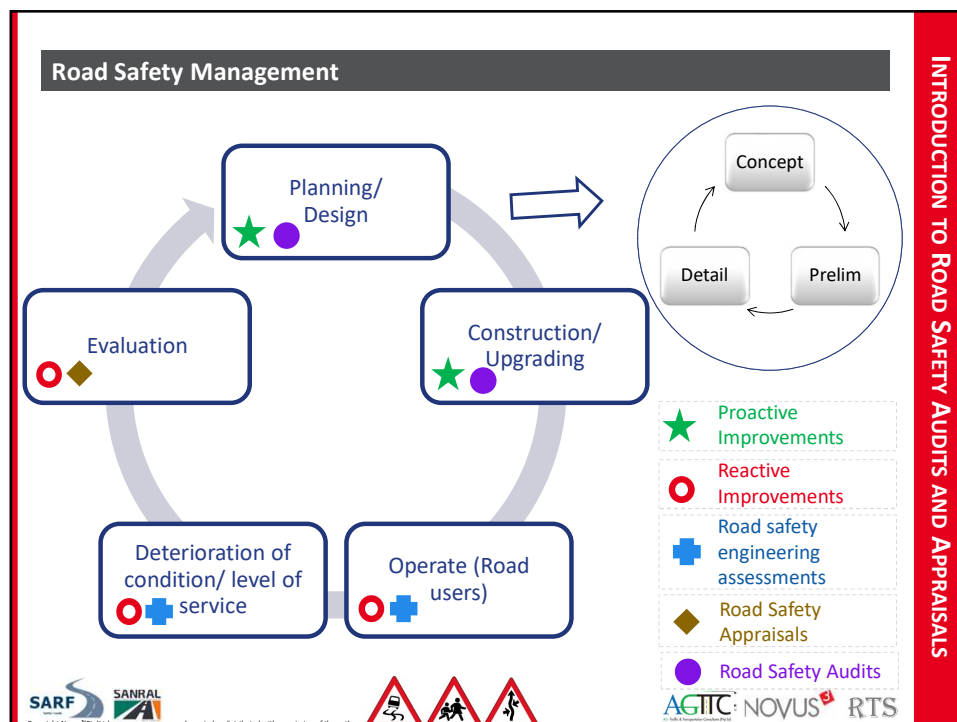 Road Safety Management
Planning/
Design
Concept
Detail
Prelim
Evaluation
Construction/
Upgrading
Deterioration of
condition/ level of
service
Operate (Road
users)
Proactive
Improvements
Reactive
Improvements
Road safety
engineering
assessments
Road Safety
Appraisals
Road Safety Audits
INTRODUCTION TO ROAD SAFETY AUDITS AND APPRAISALS
SARF
SANRAL
NOVUS3
RTS